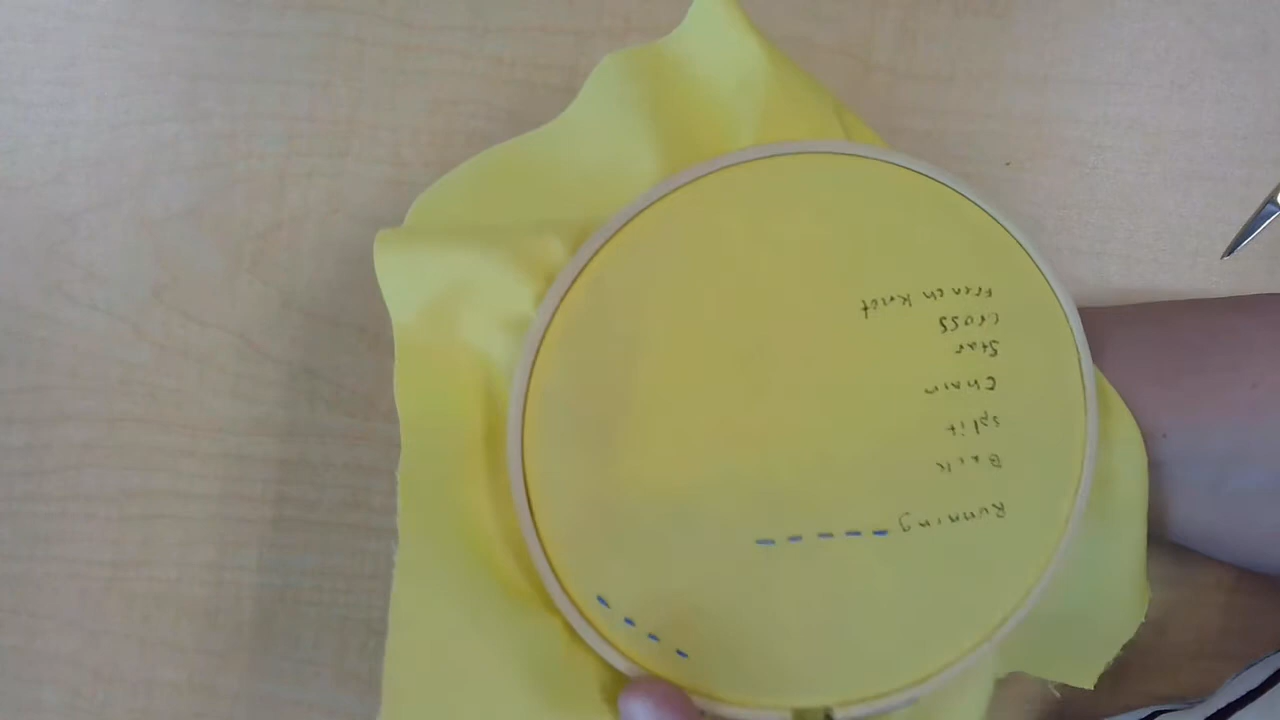 Running
Back
Split
Chain
Star
Cross
French Knot